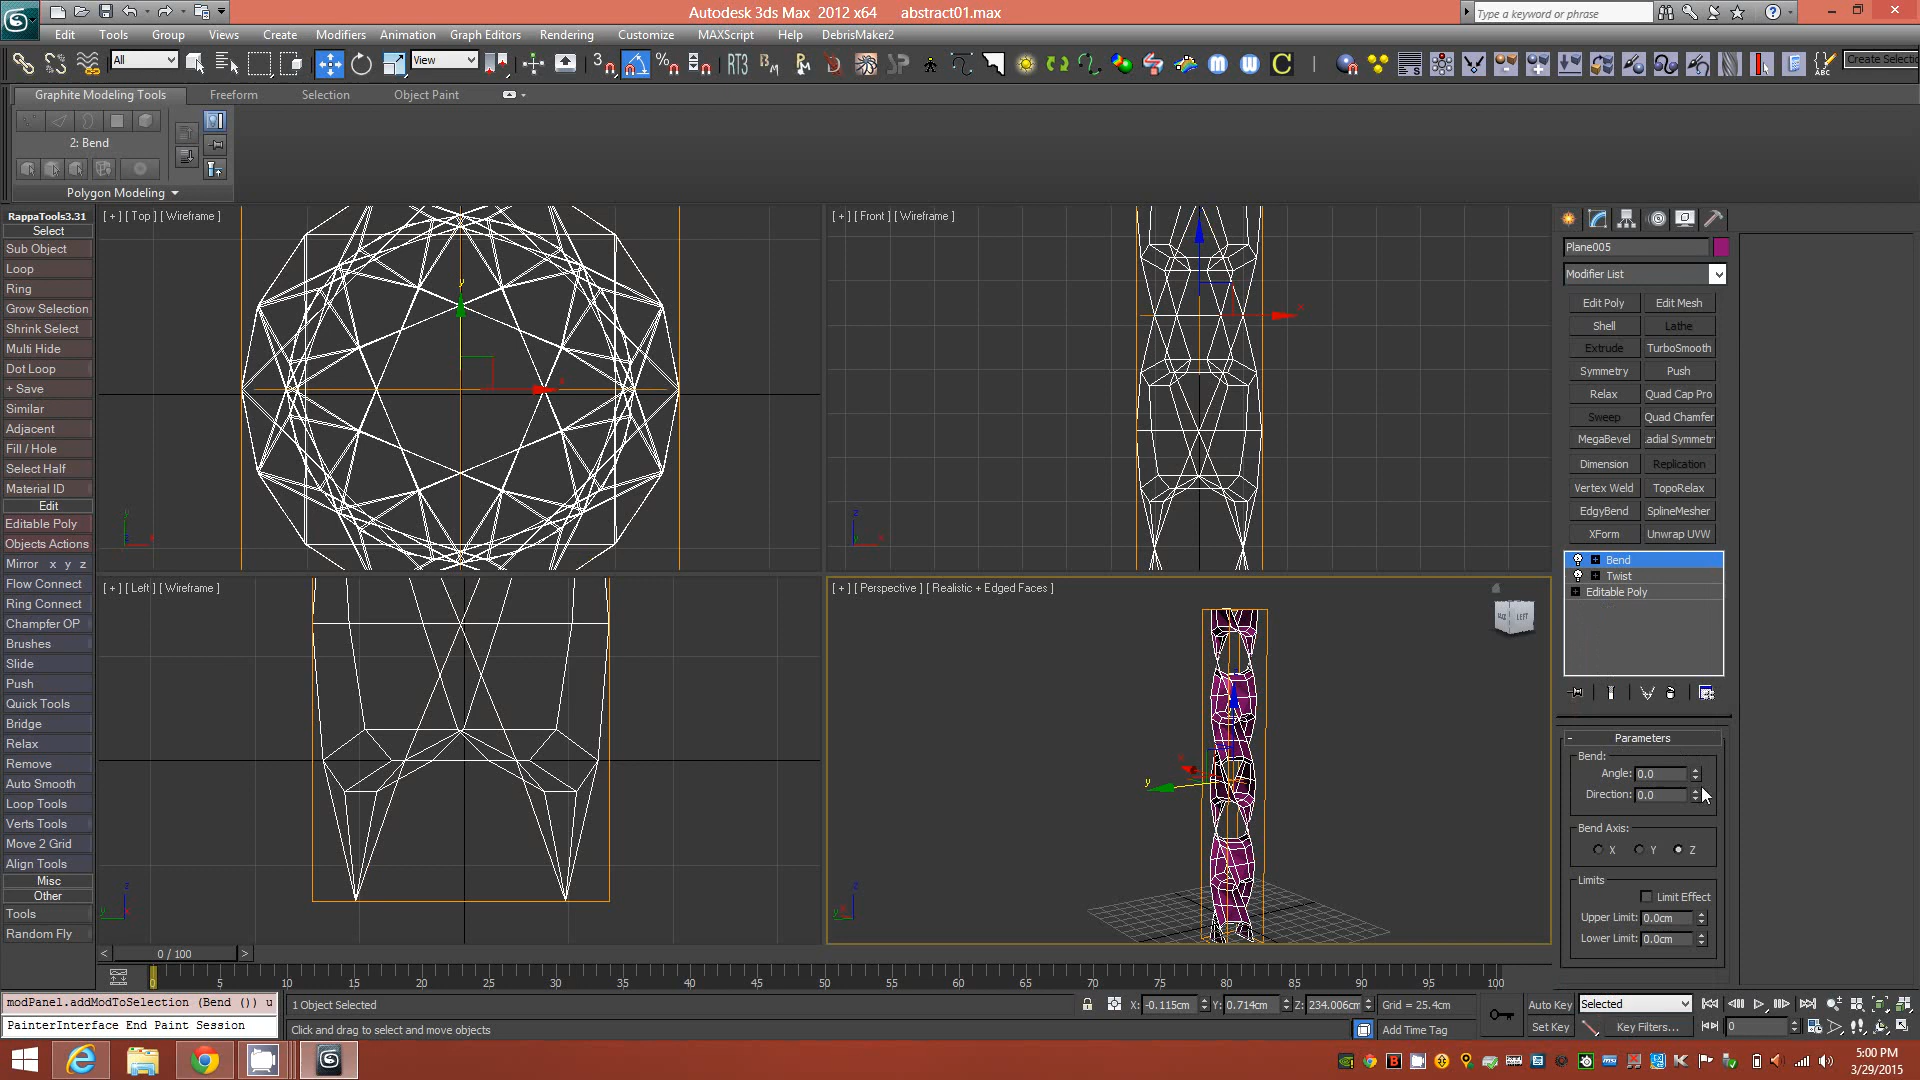 Autodesk 3ds Max 2012 x64 abstract01.max
Type a keyword or phrase
Edit Tools Group Views Create Modifiers Animation Graph Editors Rendering Customize MAXScript Help DebrisMaker2
All
View
RT3
Create Selectio
Graphite Modeling Tools Freeform Selection Object Paint
2: Bend
Polygon Modeling
RappaTools3.31
Select
Sub Object
Loop
Ring
Grow Selection
Shrink Select
Multi Hide
Dot Loop
+ Save
Similar
Adjacent
Fill / Hole
Select Half
Material ID
Edit
Editable Poly
Objects Actions
Mirror x y z
Flow Connect
Ring Connect
Champfer OP
Brushes
Slide
Push
Quick Tools
Bridge
Relax
Remove
Auto Smooth
Loop Tools
Verts Tools
Move 2 Grid
Align Tools
Misc
Other
Tools
Random Fly
[ + ] [ Top ] [ Wireframe ]
[ + ] [ Front ] [ Wireframe ]
[ + ] [ Left ] [ Wireframe ]
[ + ] [ Perspective ] [ Realistic + Edged Faces ]
LEFT
Plane005
Modifier List
Edit Poly Edit Mesh
Shell Lathe
Extrude TurboSmooth
Symmetry Push
Relax Quad Cap Pro
Sweep Quad Chamfer
MegaBevel adial Symmetr
Dimension Replication
Vertex Weld TopoRelax
EdgyBend SplineMesher
XForm Unwrap UVW
Bend
Twist
Editable Poly
- Parameters
Bend:
Angle: 0.0
Direction: 0.0
Bend Axis:
X Y Z
Limits
Limit Effect
Upper Limit: 0.0cm
Lower Limit: 0.0cm
< 0 / 100 >
0 5 10 15 20 25 30 35 40 45 50 55 60 65 70 75 80 85 90 95 100
modPanel.addModToSelection (Bend ()) u
PainterInterface End Paint Session
1 Object Selected
X: -0.115cm Y: 0.714cm Z: 234.006cm Grid = 25.4cm
Click and drag to select and move objects
Add Time Tag
Auto Key Selected
Set Key Key Filters...
0
5:00 PM
3/29/2015